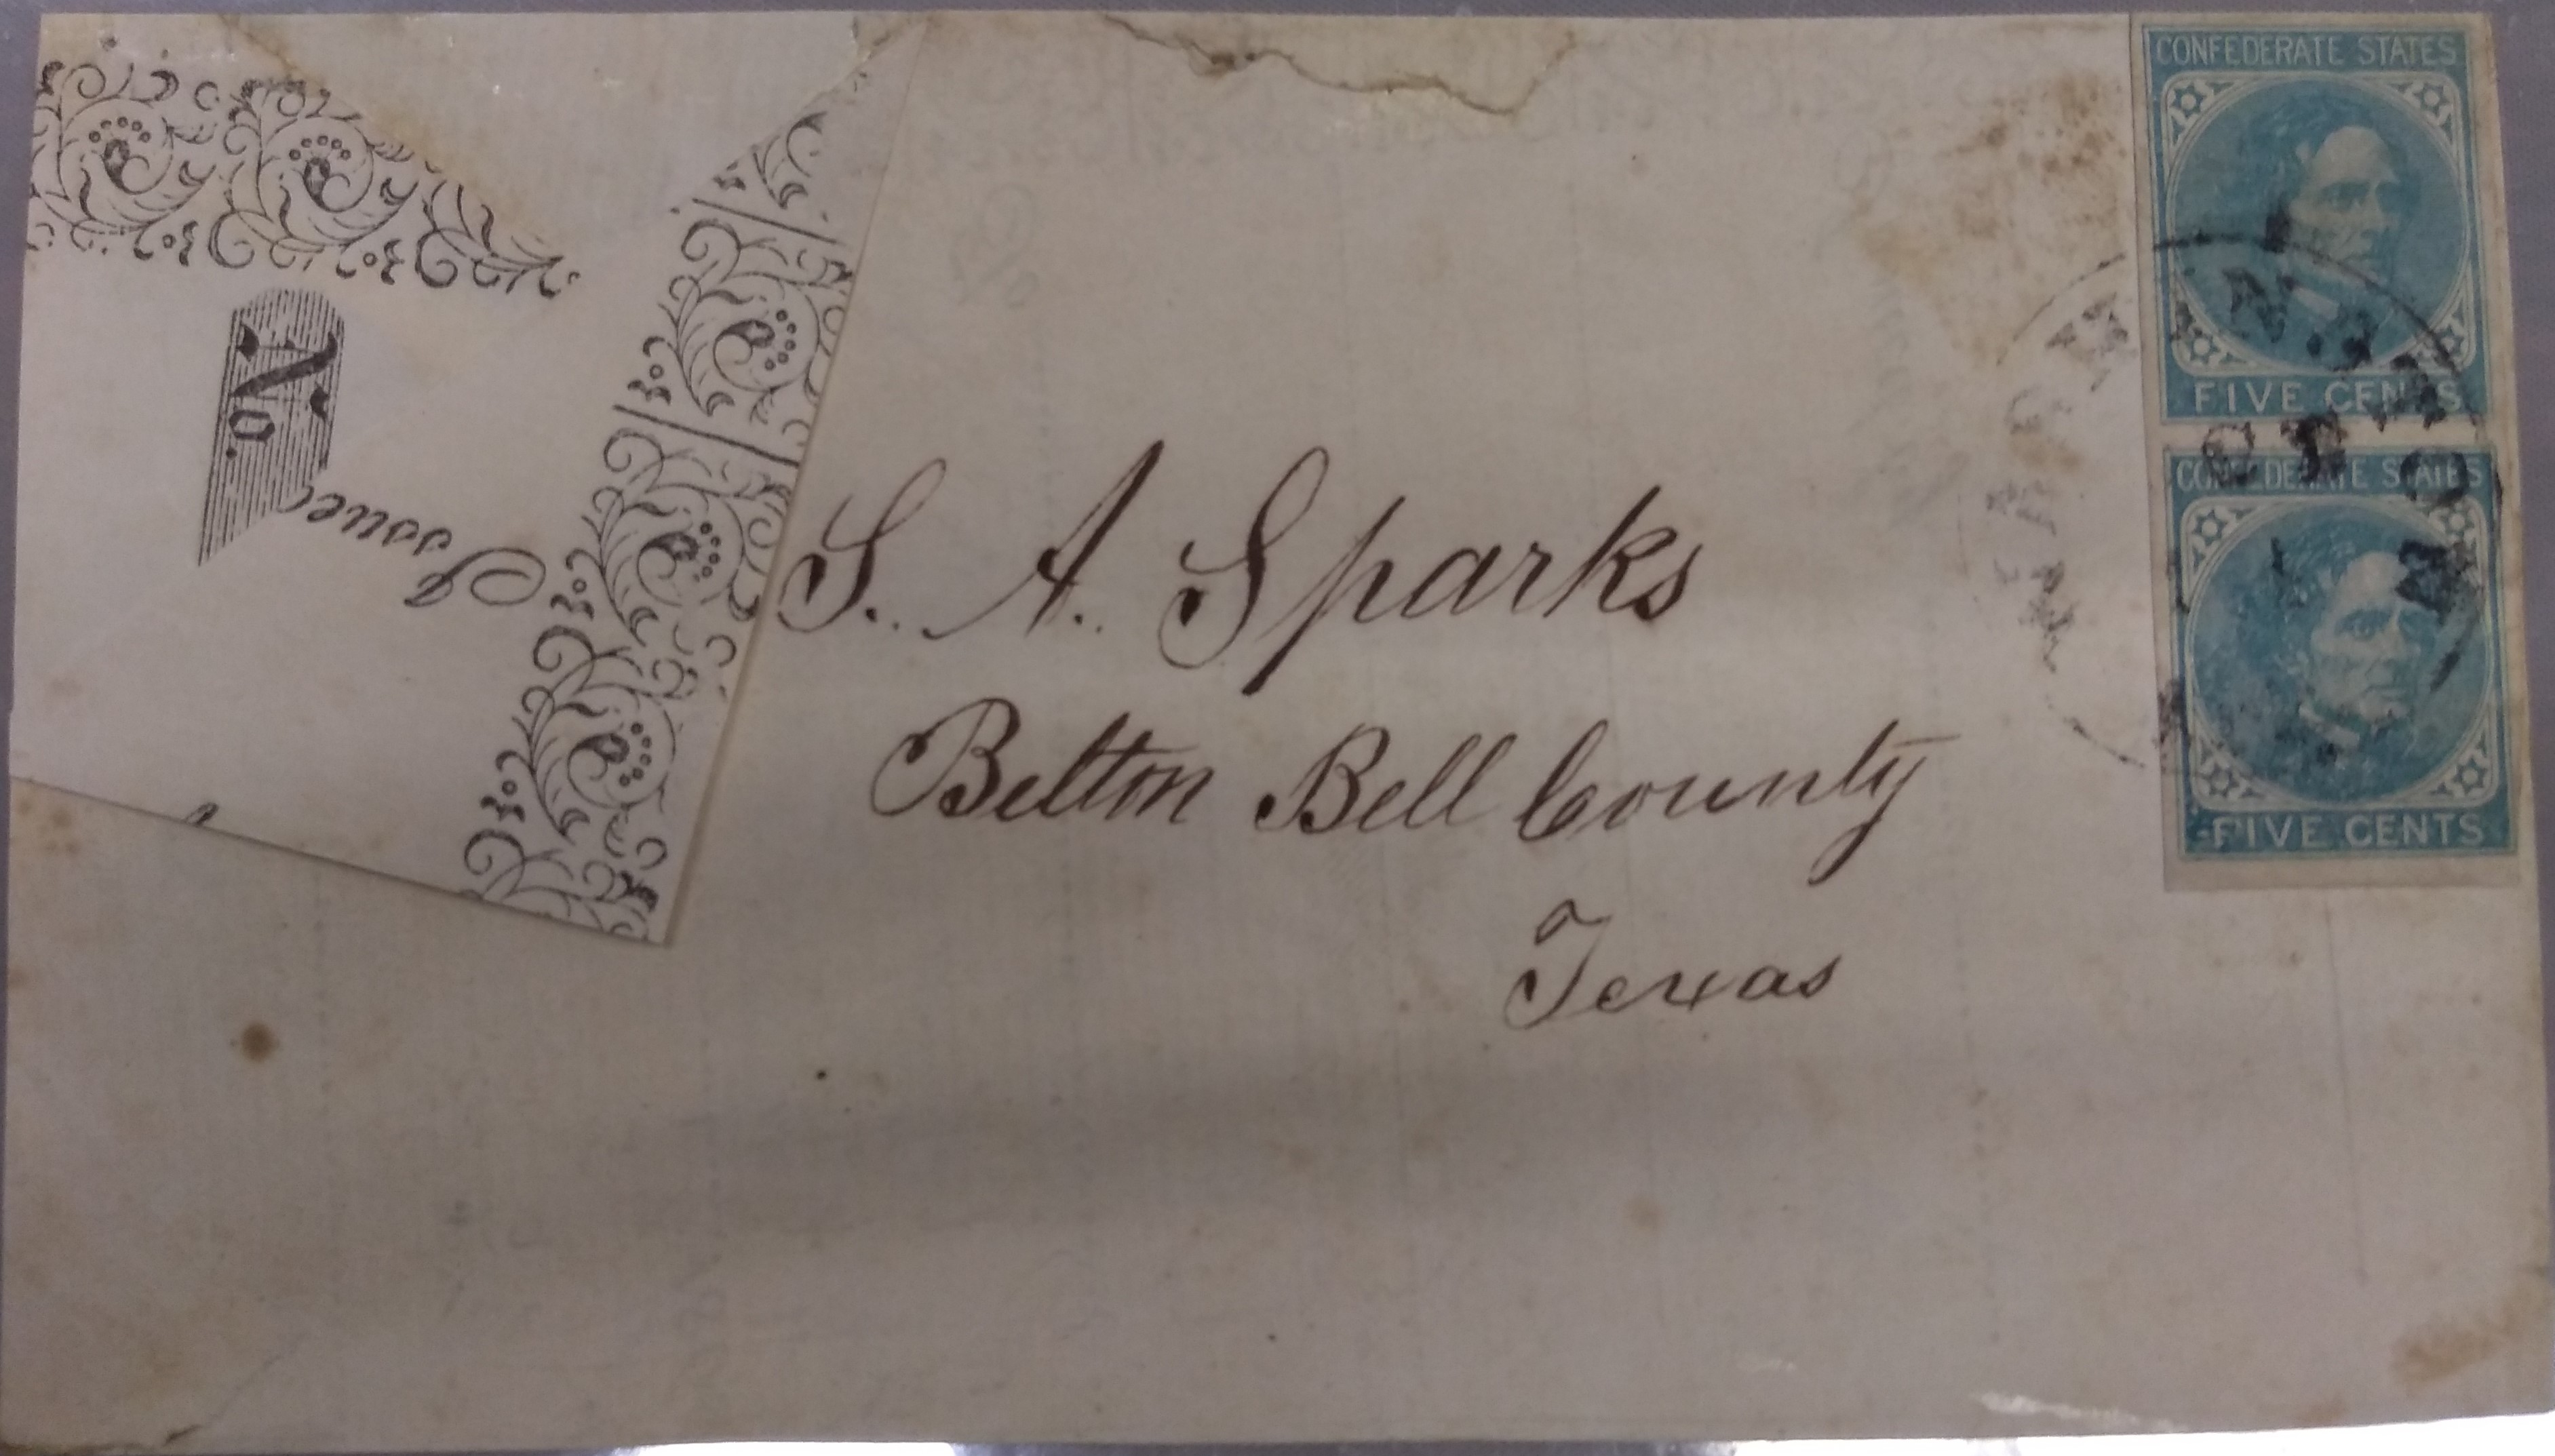 CONFEDERATE STATES
FIVE CENTS
CONFEDERATE STATES
FIVE CENTS
No.
S. A. Sparks
Belton Bell County
Texas